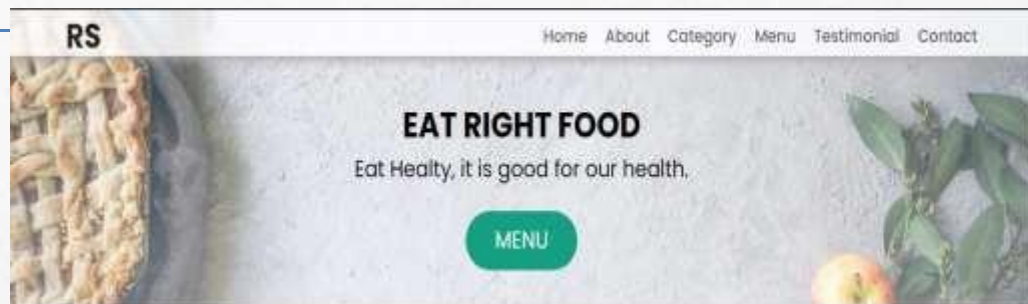 RS
Home About Category Menu Testimonial Contact
EAT RIGHT FOOD
Eat Healty, it is good for our health.
MENU